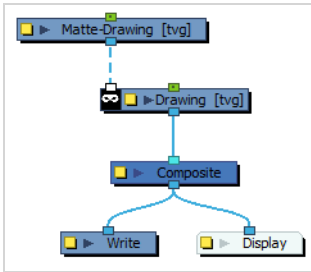 Matte-Drawing [tvg]
Drawing [tvg]
Composite
Write
Display